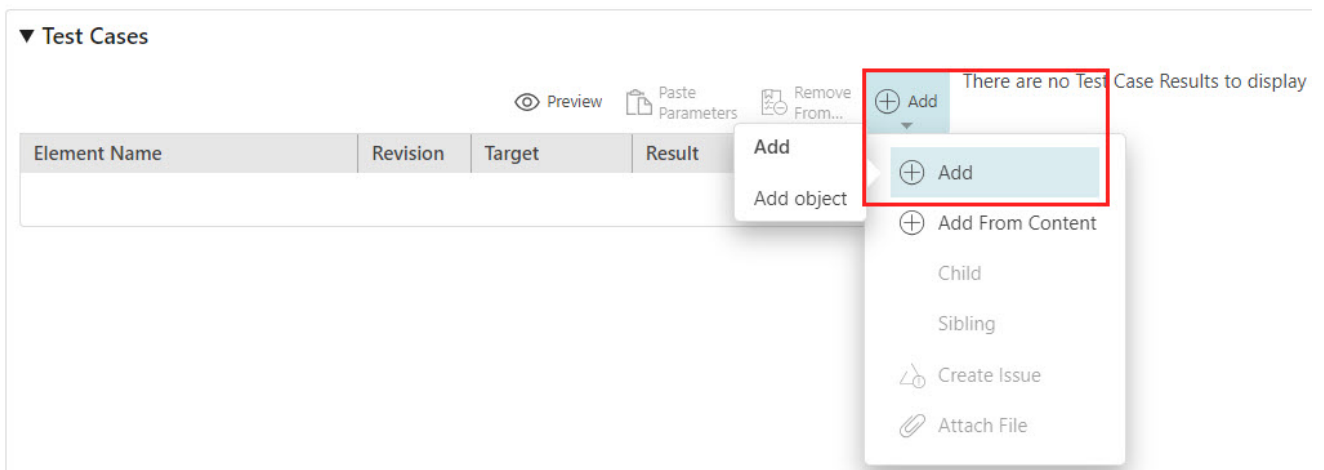 Test Cases
There are no Test Case Results to display
Preview
Paste
Parameters
Remove
From...
Add
Element Name Revision Target Result
Add
Add object
Add
Add From Content
Child
Sibling
Create Issue
Attach File